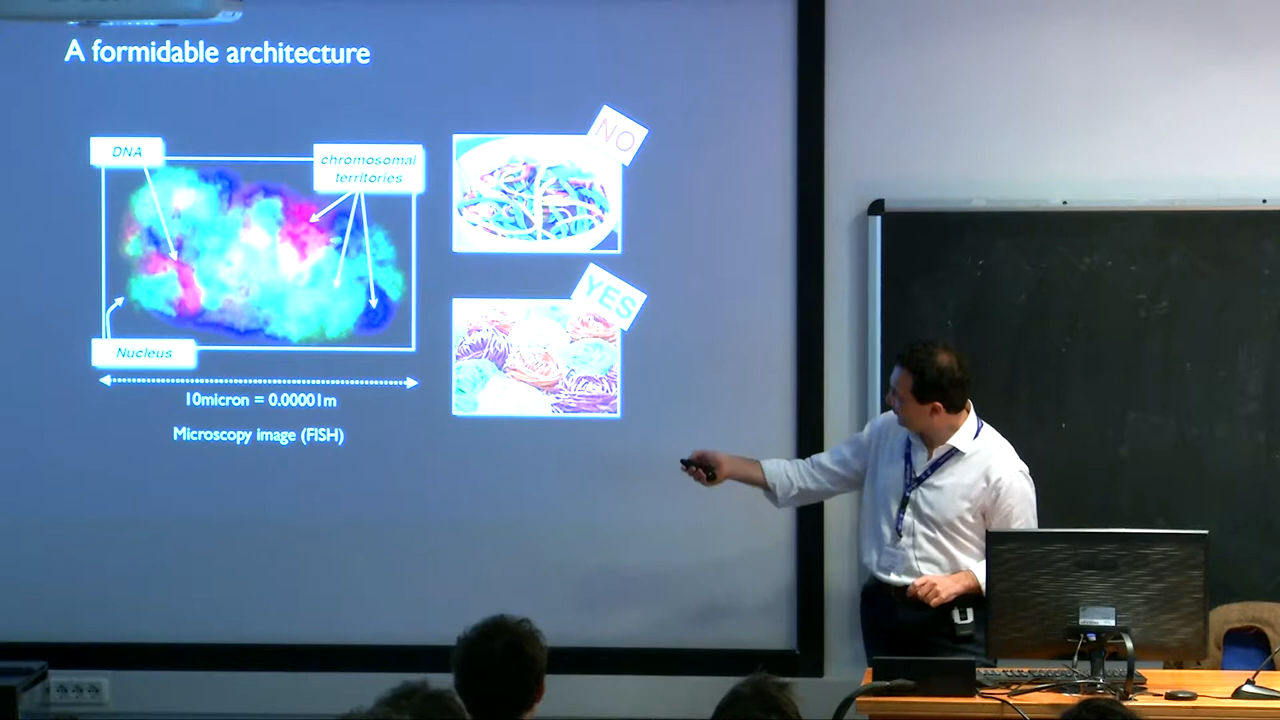 A formidable architecture
DNA
chromosomal
territories
NO
YES
Nucleus
10micron = 0.00001m
Microscopy image (FISH)